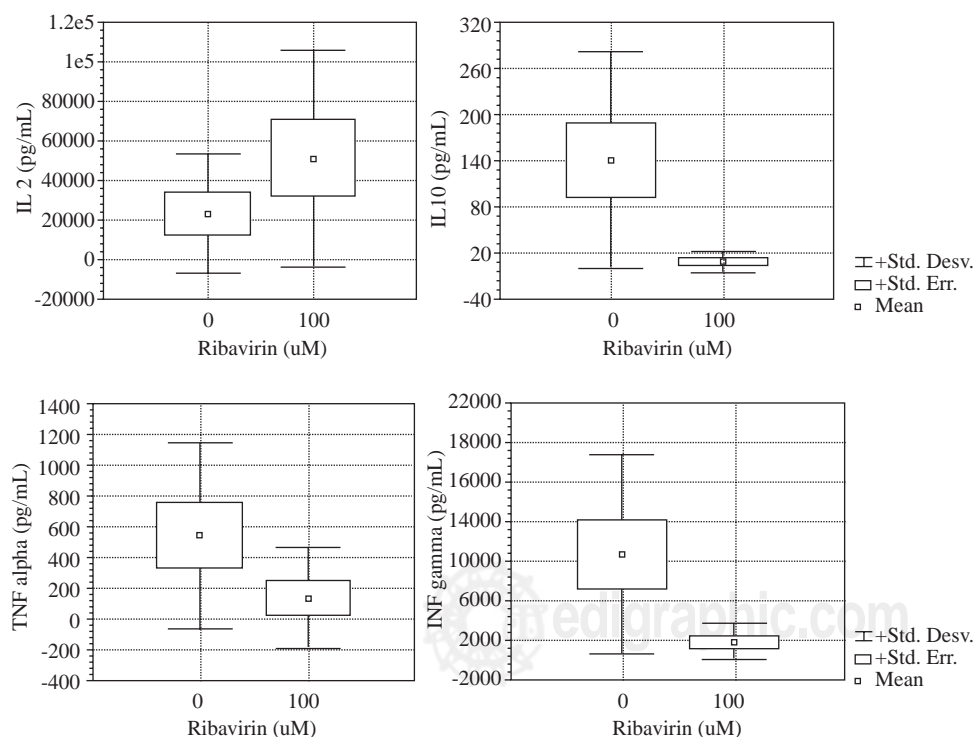 1.2e5
1e5
80000
60000
40000
20000
0
-20000
IL 2 (pg/mL)
0 100
Ribavirin (uM)
320
260
200
140
80
20
-40
IL10 (pg/mL)
0 100
Ribavirin (uM)
+Std. Desv.
+Std. Err.
Mean
1400
1200
1000
800
600
400
200
0
-200
-400
TNF alpha (pg/mL)
0 100
Ribavirin (uM)
22000
18000
16000
14000
10000
6000
2000
-2000
INF gamma (pg/mL)
0 100
Ribavirin (uM)
+Std. Desv.
+Std. Err.
Mean
edigraphic.com